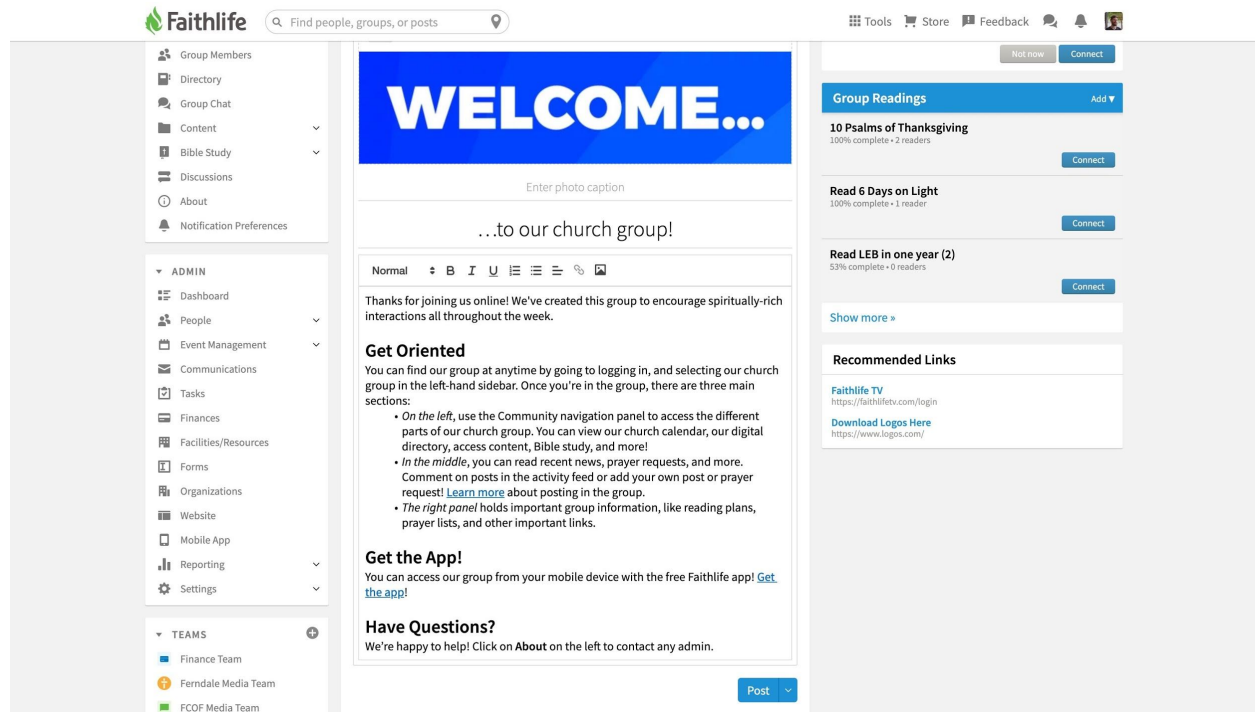 Faithlife
Find people, groups, or posts
Tools
Store
Feedback
Group Members
Directory
Group Chat
Content
Bible Study
Discussions
About
Notification Preferences
ADMIN
Dashboard
People
Event Management
Communications
Tasks
Finances
Facilities/Resources
Forms
Organizations
Website
Mobile App
Reporting
Settings
TEAMS
Finance Team
Ferndale Media Team
FCOF Media Team
WELCOME...
Enter photo caption
…to our church group!
Normal B I U
Thanks for joining us online! We've created this group to encourage spiritually-rich
interactions all throughout the week.
Get Oriented
You can find our group at anytime by going to logging in, and selecting our church
group in the left-hand sidebar. Once you're in the group, there are three main
sections:
• On the left, use the Community navigation panel to access the different
parts of our church group. You can view our church calendar, our digital
directory, access content, Bible study, and more!
• In the middle, you can read recent news, prayer requests, and more.
Comment on posts in the activity feed or add your own post or prayer
request! Learn more about posting in the group.
• The right panel holds important group information, like reading plans,
prayer lists, and other important links.
Get the App!
You can access our group from your mobile device with the free Faithlife app! Get
the app!
Have Questions?
We're happy to help! Click on About on the left to contact any admin.
Post
Not now
Connect
Group Readings
Add ▼
10 Psalms of Thanksgiving
100% complete • 2 readers
Connect
Read 6 Days on Light
100% complete • 1 reader
Connect
Read LEB in one year (2)
53% complete • 0 readers
Connect
Show more »
Recommended Links
Faithlife TV
https://faithlifetv.com/login
Download Logos Here
https://www.logos.com/